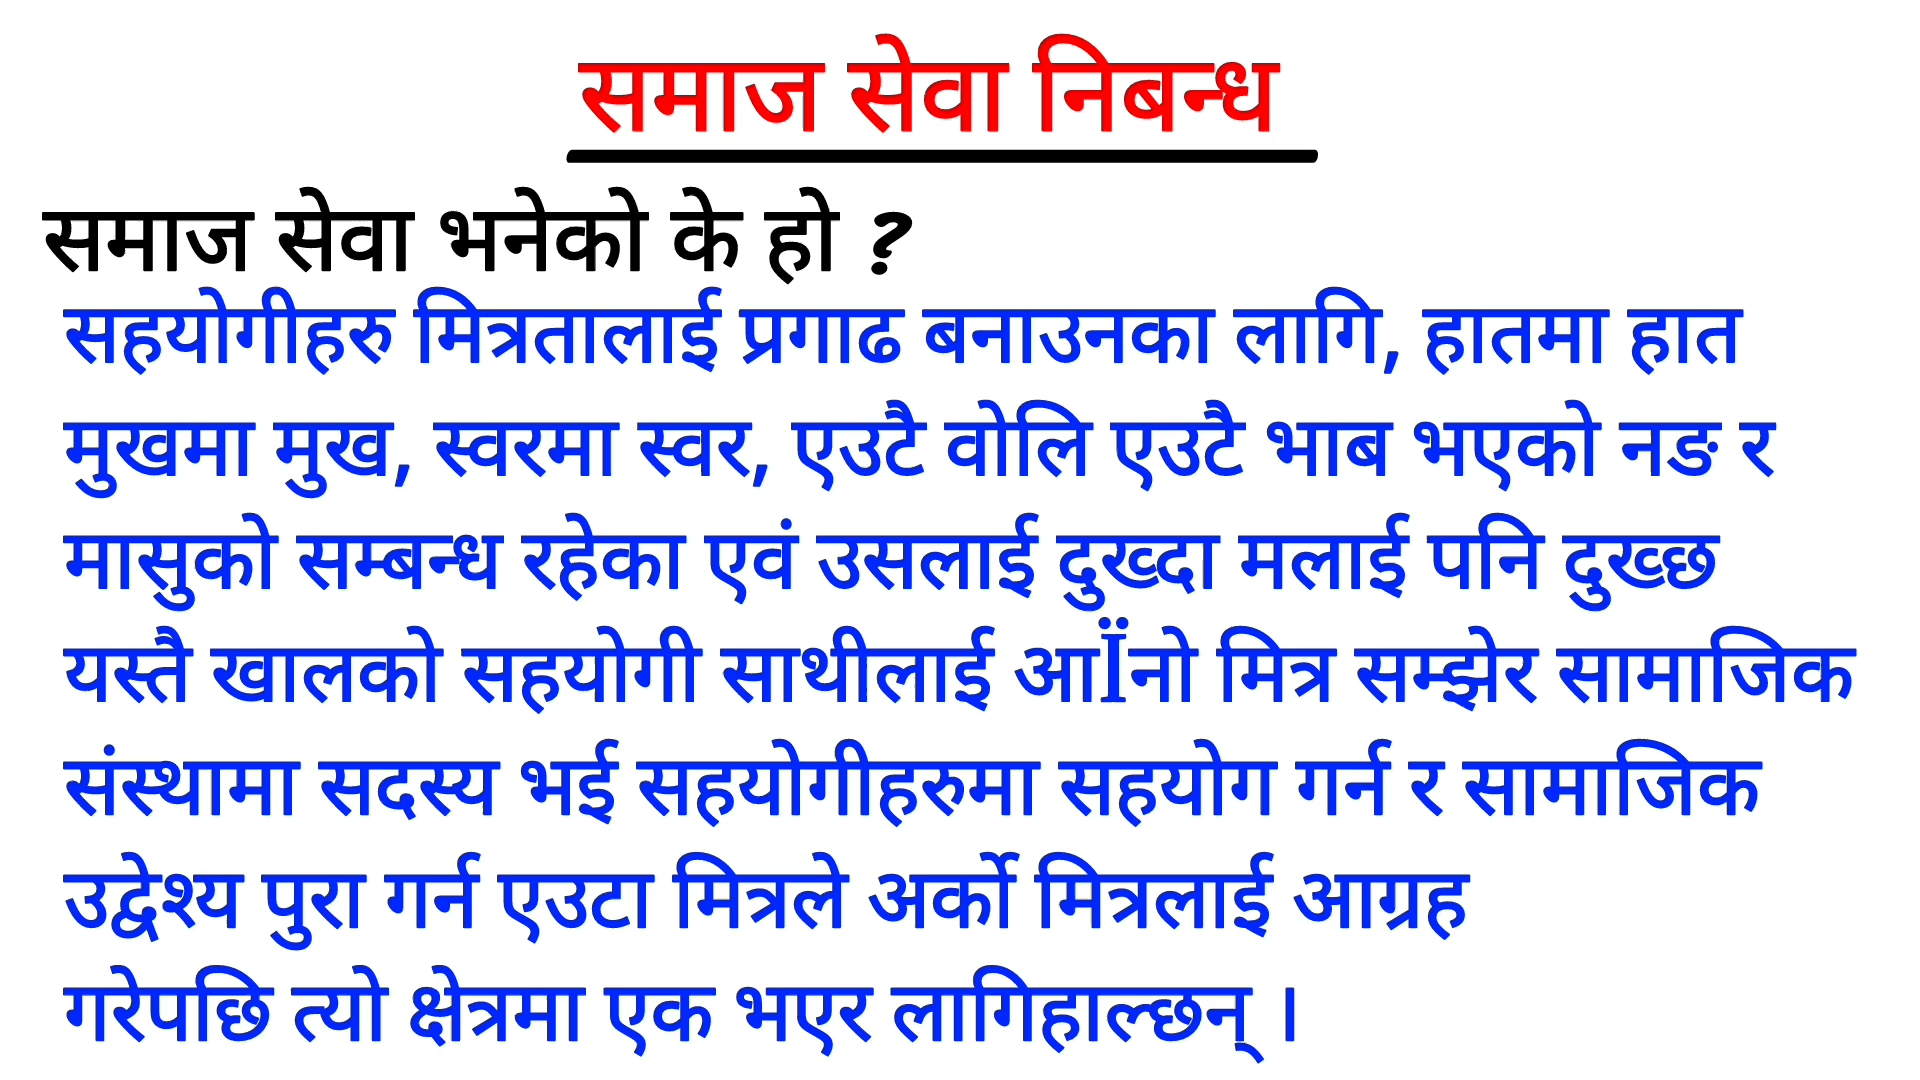 समाज सेवा निबन्ध
समाज सेवा भनेको के हो ?
सहयोगीहरु मित्रतालाई प्रगाढ बनाउनका लागि, हातमा हात
मुखमा मुख, स्वरमा स्वर, एउटै वोलि एउटै भाब भएको नङ र
मासुको सम्बन्ध रहेका एवं उसलाई दुख्दा मलाई पनि दुख्छ
यस्तै खालको सहयोगी साथीलाई आÏनो मित्र सम्झेर सामाजिक
संस्थामा सदस्य भई सहयोगीहरुमा सहयोग गर्न र सामाजिक
उद्वेश्य पुरा गर्न एउटा मित्रले अर्को मित्रलाई आग्रह
गरेपछि त्यो क्षेत्रमा एक भएर लागिहाल्छन् ।